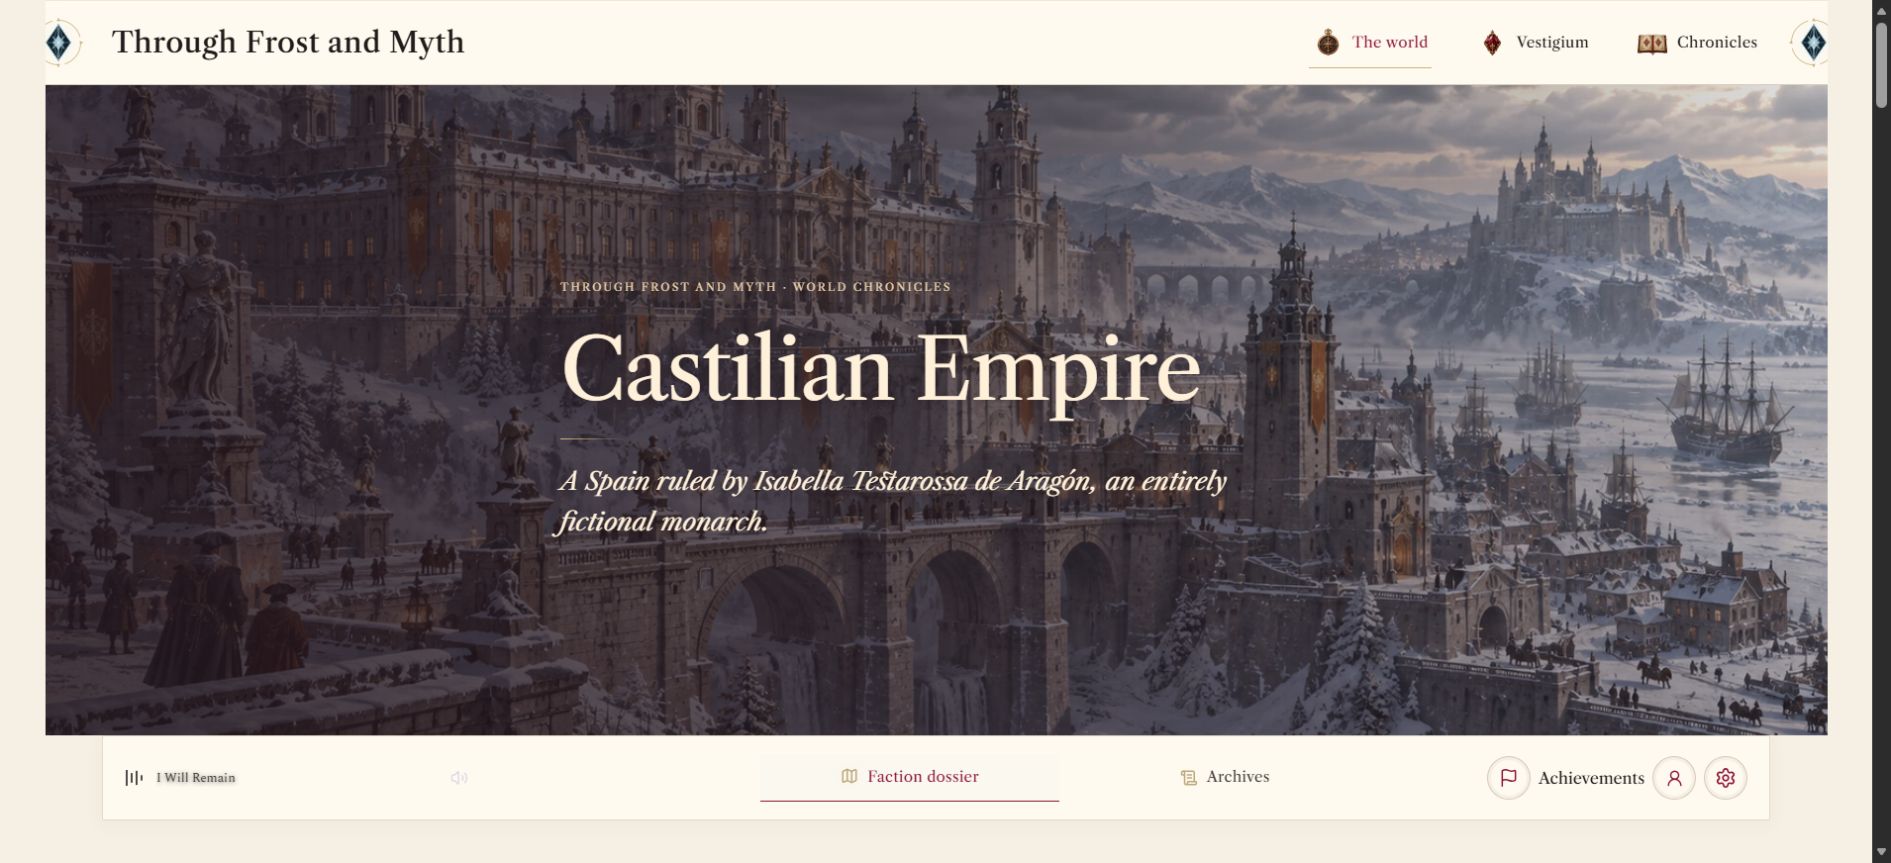 Through Frost and Myth
The world
Vestigium
Chronicles
THROUGH FROST AND MYTH · WORLD CHRONICLES
Castilian Empire
A Spain ruled by Isabella Testarossa de Aragón, an entirely
fictional monarch.
I Will Remain
Faction dossier
Archives
Achievements